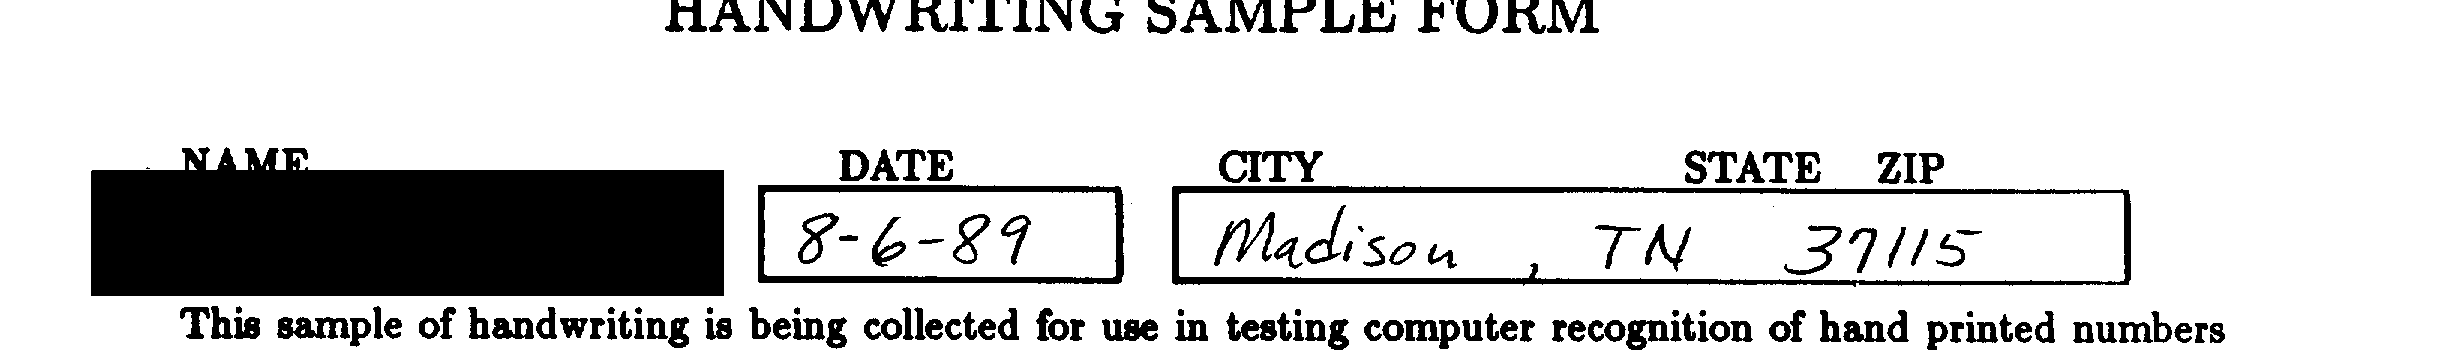 HANDWRITING SAMPLE FORM
NAME DATE CITY STATE ZIP
8-6-89 Madison, TN 37115
This sample of handwriting is being collected for use in testing computer recognition of hand printed numbers